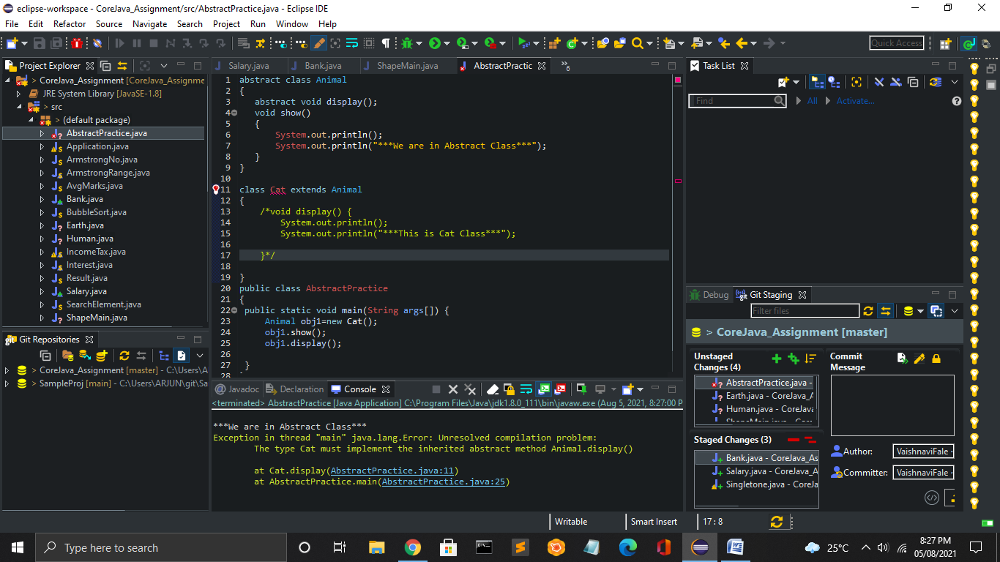 eclipse-workspace - CoreJava_Assignment/src/AbstractPractice.java - Eclipse IDE
File Edit Refactor Source Navigate Search Project Run Window Help
Quick Access
Project Explorer
> CoreJava_Assignment [CoreJava_Assignme
JRE System Library [JavaSE-1.8]
> src
> (default package)
AbstractPractice.java
Application.java
ArmstrongNo.java
ArmstrongRange.java
AvgMarks.java
Bank.java
BubbleSort.java
Earth.java
Human.java
IncomeTax.java
Interest.java
Result.java
Salary.java
SearchElement.java
ShapeMain.java
Git Repositories
> CoreJava_Assignment [master] - C:\Users\A
> SampleProj [main] - C:\Users\ARJUN\git\Sa
Salary.java Bank.java ShapeMain.java AbstractPractic »6
1 abstract class Animal
2 {
3 abstract void display();
4 void show()
5 {
6 System.out.println();
7 System.out.println("***We are in Abstract Class***");
8 }
9 }
10
11 class Cat extends Animal
12 {
13 /*void display() {
14 System.out.println();
15 System.out.println("***This is Cat Class***");
16
17 }*/
18
19 }
20 public class AbstractPractice
21 {
22 public static void main(String args[]) {
23 Animal obj1=new Cat();
24 obj1.show();
25 obj1.display();
26
27 }
28
Javadoc Declaration Console
<terminated> AbstractPractice [Java Application] C:\Program Files\Java\jdk1.8.0_111\bin\javaw.exe (Aug 5, 2021, 8:27:00 P
***We are in Abstract Class***
Exception in thread "main" java.lang.Error: Unresolved compilation problem:
The type Cat must implement the inherited abstract method Animal.display()
at Cat.display(AbstractPractice.java:11)
at AbstractPractice.main(AbstractPractice.java:25)
Task List
Find All Activate...
Debug Git Staging
Filter files
> CoreJava_Assignment [master]
Unstaged Changes (4)
AbstractPractice.java -
Earth.java - CoreJava_A
Human.java - CoreJava
ShapeMain.java - Core
Staged Changes (3)
Bank.java - CoreJava_As
Salary.java - CoreJava_A
Singletone.java - CoreJa
Commit Message
Author: VaishnaviFale
Committer: VaishnaviFale
Writable Smart Insert 17 : 8
Type here to search
25°C
8:27 PM
05/08/2021